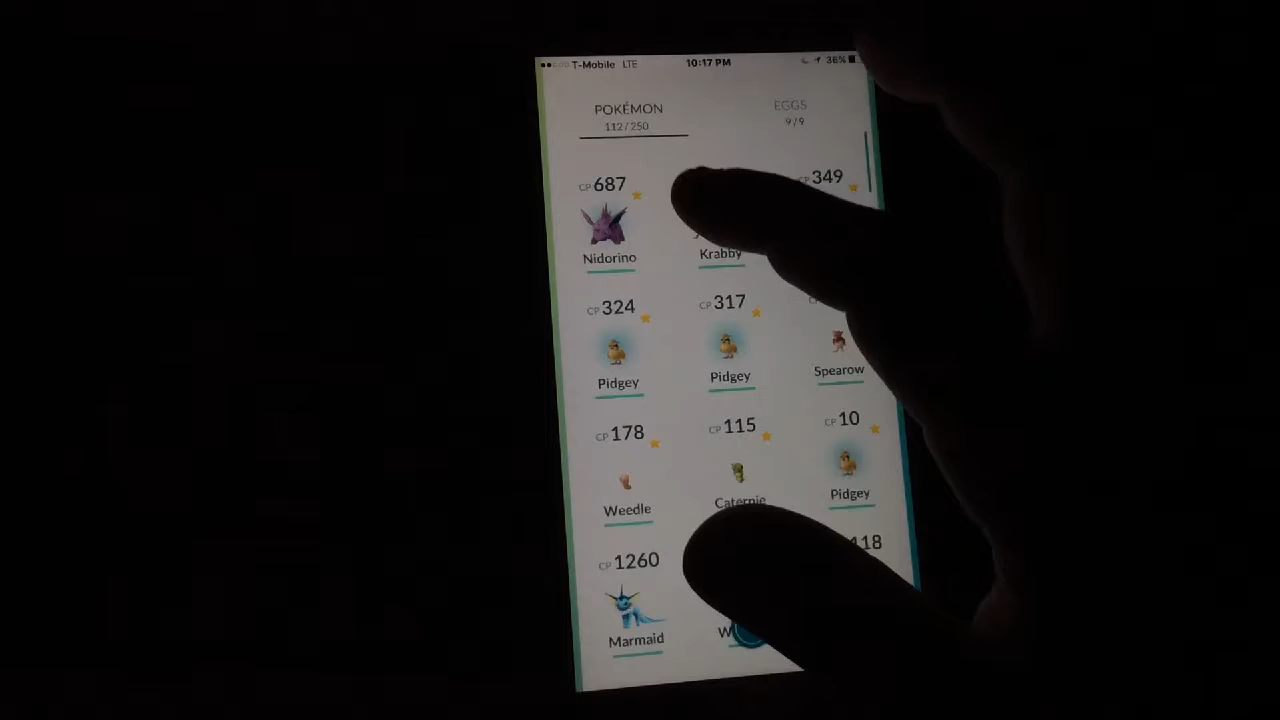 T-Mobile LTE 10:17 PM 36%
POKÉMON EGGS
112/250 9/9
CP 687 CP 349
Nidorino Krabby
CP 324 CP 317
Pidgey Pidgey Spearow
CP 178 CP 115 CP 10
Weedle Caterpie Pidgey
CP 1260 118
Marmaid